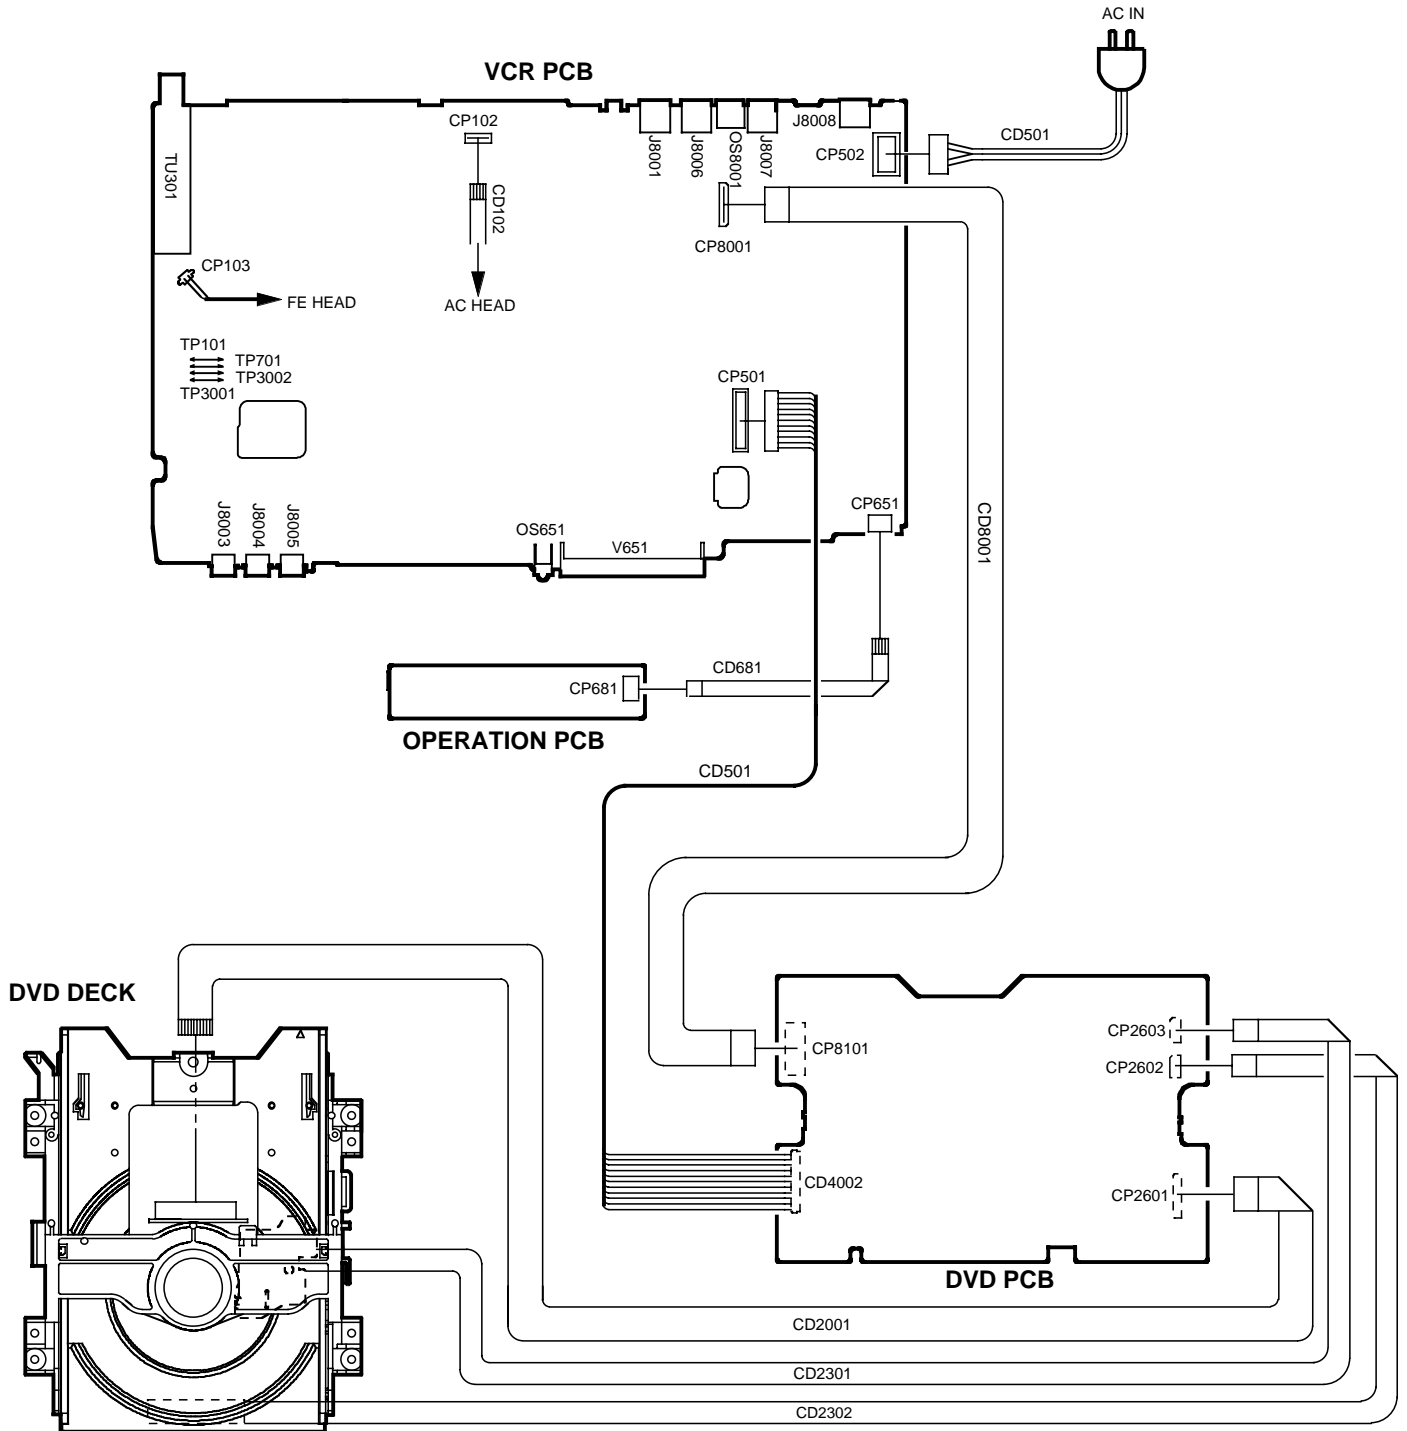 AC IN
VCR PCB
CP102
J8001
J8006
OS8001
J8007
J8008
CD501
CP502
TU301
CD102
CP8001
CP103
FE HEAD
AC HEAD
TP101
TP701
TP3002
TP3001
CP501
J8003
J8004
J8005
OS651
V651
CP651
CD8001
CP681
CD681
OPERATION PCB
CD501
DVD DECK
CP2603
CP8101
CP2602
CD4002
CP2601
DVD PCB
CD2001
CD2301
CD2302